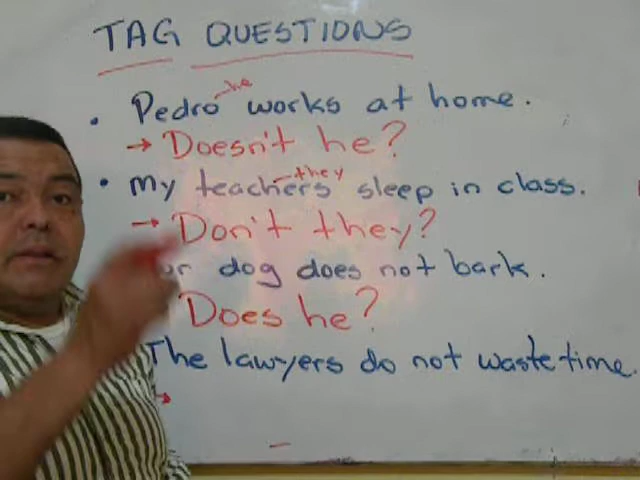 TAG QUESTIONS
he
• Pedro works at home.
→ Doesn't he?
they
• My teachers sleep in class.
→ Don't they?
dog does not bark.
Does he?
The lawyers do not waste time.
→